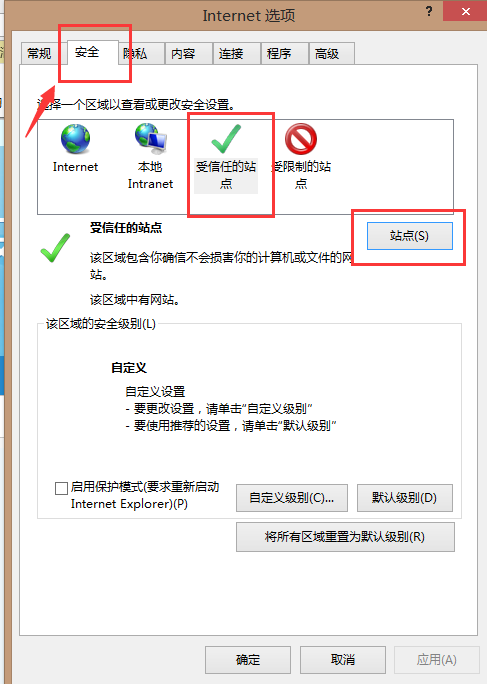 Internet 选项
?
×
常规 安全 隐私 内容 连接 程序 高级
选择一个区域以查看或更改安全设置。
Internet
本地
Intranet
受信任的站
点
受限制的站
点
受信任的站点
站点(S)
该区域包含你确信不会损害你的计算机或文件的网
站。
该区域中有网站。
该区域的安全级别(L)
自定义
自定义设置
- 要更改设置，请单击“自定义级别”
- 要使用推荐的设置，请单击“默认级别”
启用保护模式(要求重新启动
Internet Explorer)(P)
自定义级别(C)... 默认级别(D)
将所有区域重置为默认级别(R)
确定 取消 应用(A)